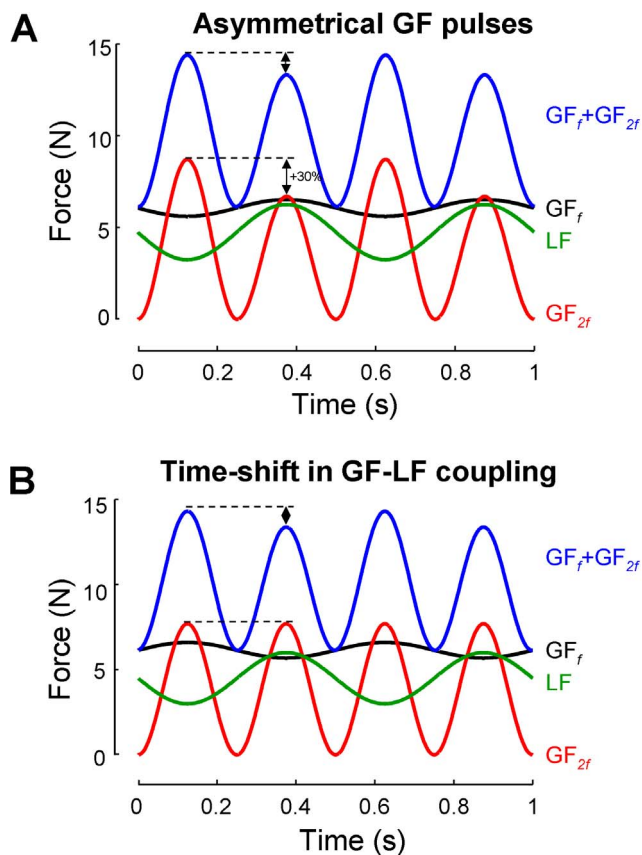 A
Asymmetrical GF pulses
15
10
5
0
Force (N)
+30%
GFf+GF2f
GFf
LF
GF2f
0 0.2 0.4 0.6 0.8 1
Time (s)
B
Time-shift in GF-LF coupling
15
10
5
0
Force (N)
GFf+GF2f
GFf
LF
GF2f
0 0.2 0.4 0.6 0.8 1
Time (s)